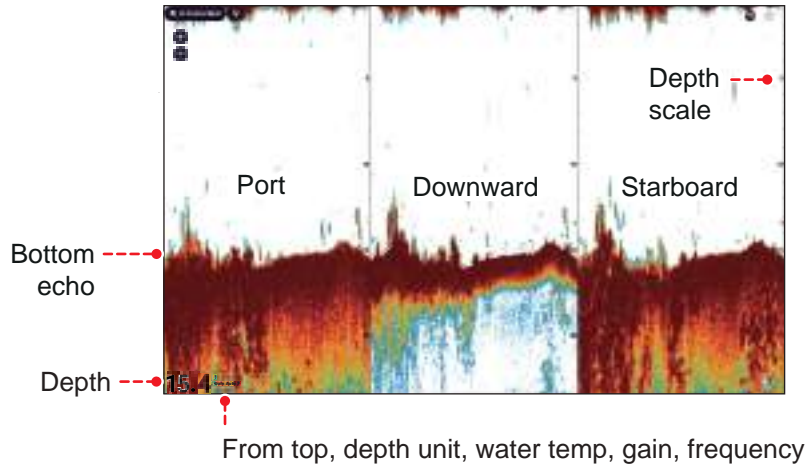 Depth
scale
Port
Downward
Starboard
Bottom
echo
Depth
15.4
From top, depth unit, water temp, gain, frequency